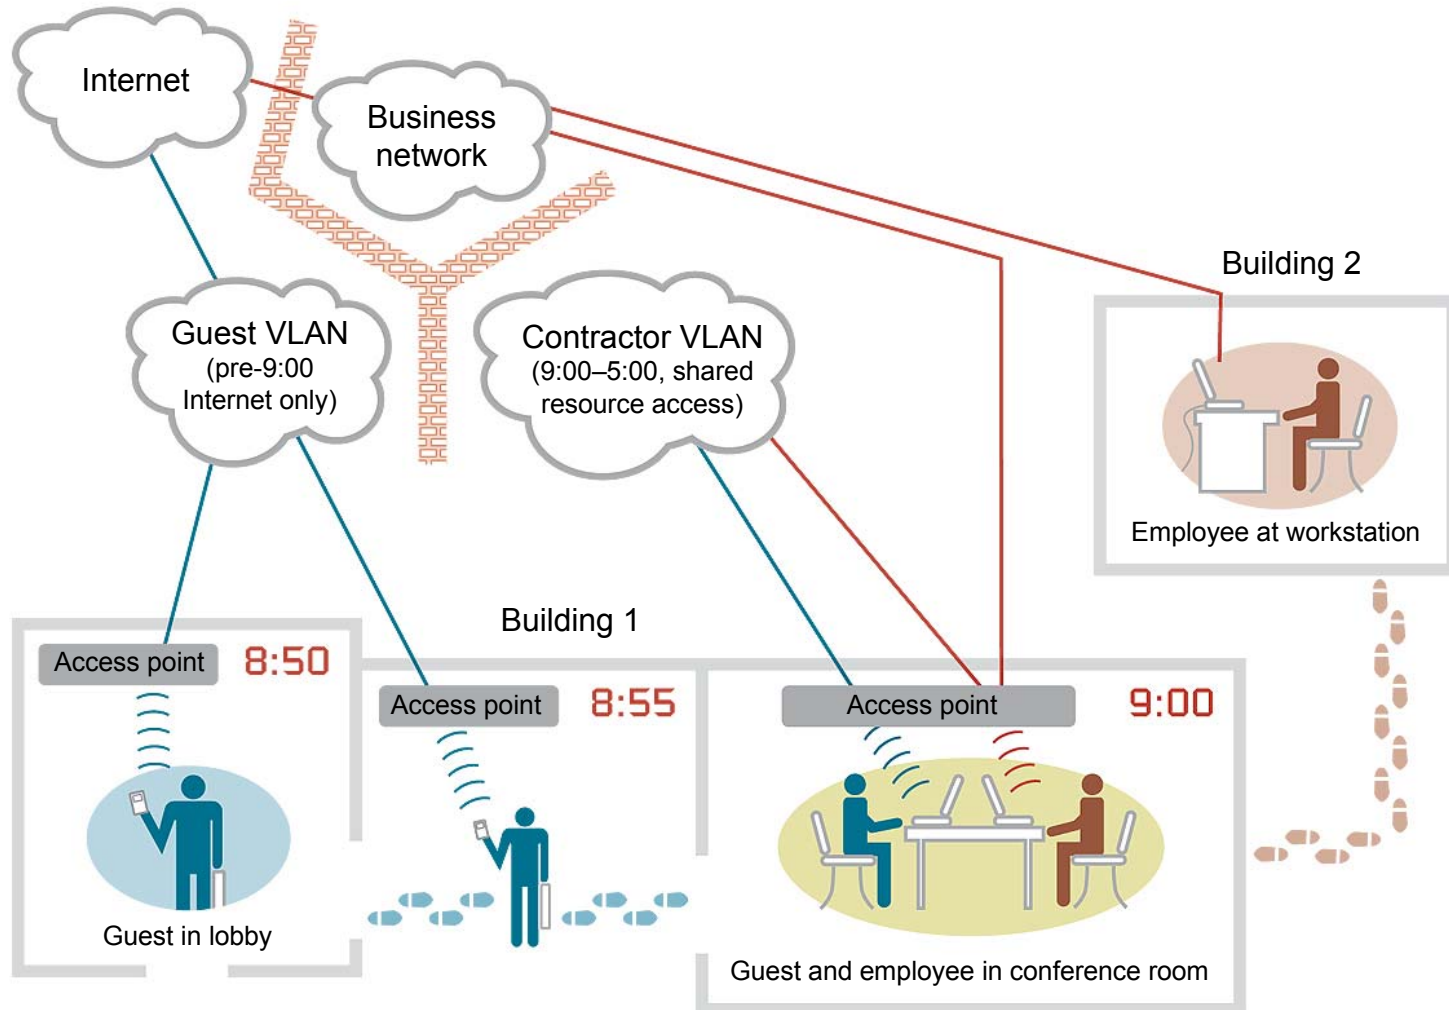 Internet
Business
network
Building 2
Guest VLAN
(pre-9:00
Internet only)
Contractor VLAN
(9:00–5:00, shared
resource access)
Employee at workstation
Building 1
Access point
8:50
Access point
8:55
Access point
9:00
Guest in lobby
Guest and employee in conference room